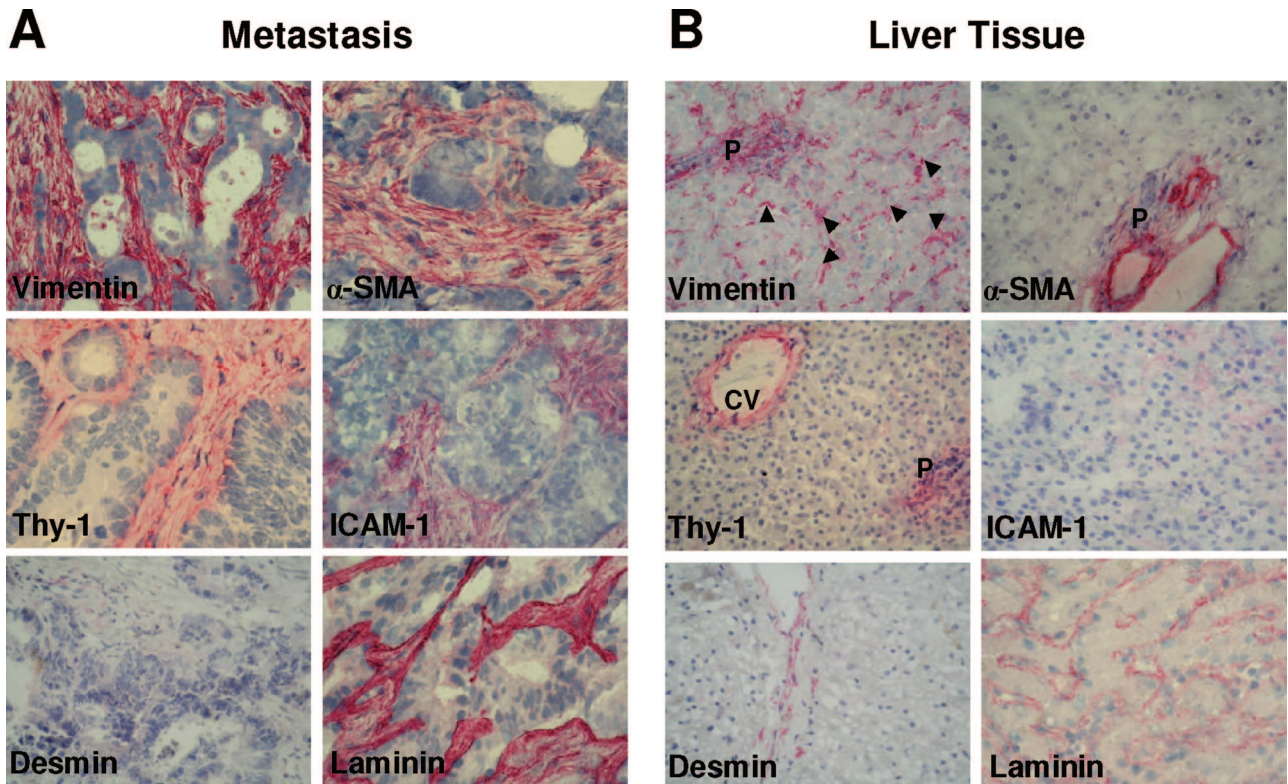 A Metastasis
B Liver Tissue
Vimentin
α-SMA
P
Vimentin
P
α-SMA
Thy-1
ICAM-1
CV
P
Thy-1
ICAM-1
Desmin
Laminin
Desmin
Laminin